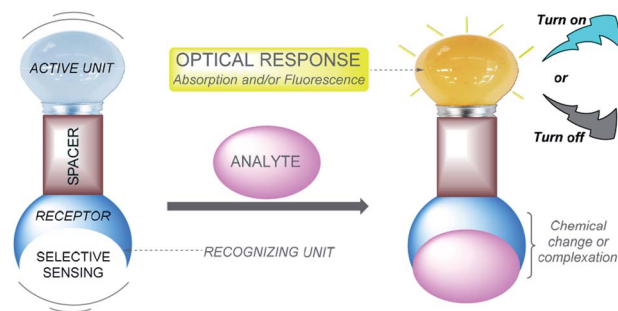 ACTIVE UNIT
SPACER
RECEPTOR
SELECTIVE
SENSING
OPTICAL RESPONSE
Absorption and/or Fluorescence
ANALYTE
RECOGNIZING UNIT
Turn on
or
Turn off
Chemical
change or
complexation